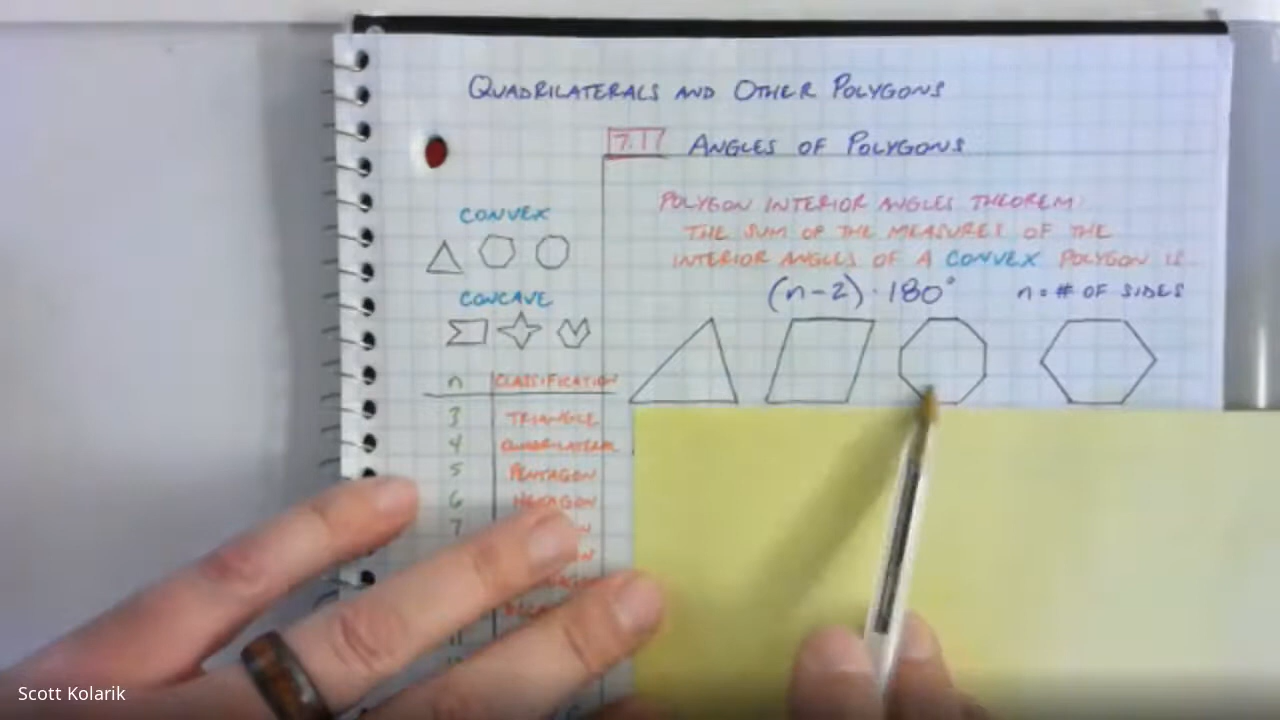 QUADRILATERALS AND OTHER POLYGONS
7.17 ANGLES OF POLYGONS
CONVEX
CONCAVE
n CLASSIFICATION
3 TRIANGLE
4 QUADRILATERAL
5 PENTAGON
6 HEXAGON
7
POLYGON INTERIOR ANGLES THEOREM:
THE SUM OF THE MEASURES OF THE
INTERIOR ANGLES OF A CONVEX POLYGON IS
(n-2)·180° n = # OF SIDES
Scott Kolarik